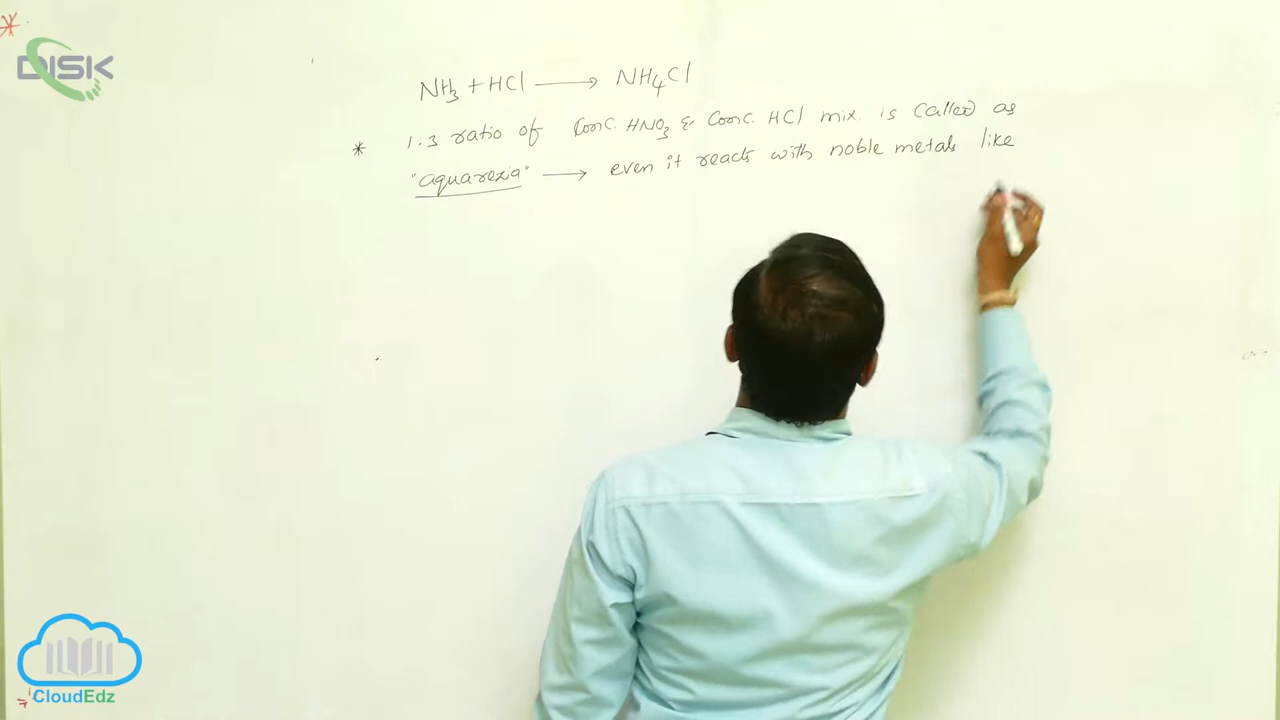 *
DISK
NH₃ + HCl ⟶ NH₄Cl
* 1:3 ratio of Conc. HNO₃ & Conc. HCl mix. is called as
"aquarezia" ⟶ even it reacts with noble metals like
CloudEdz